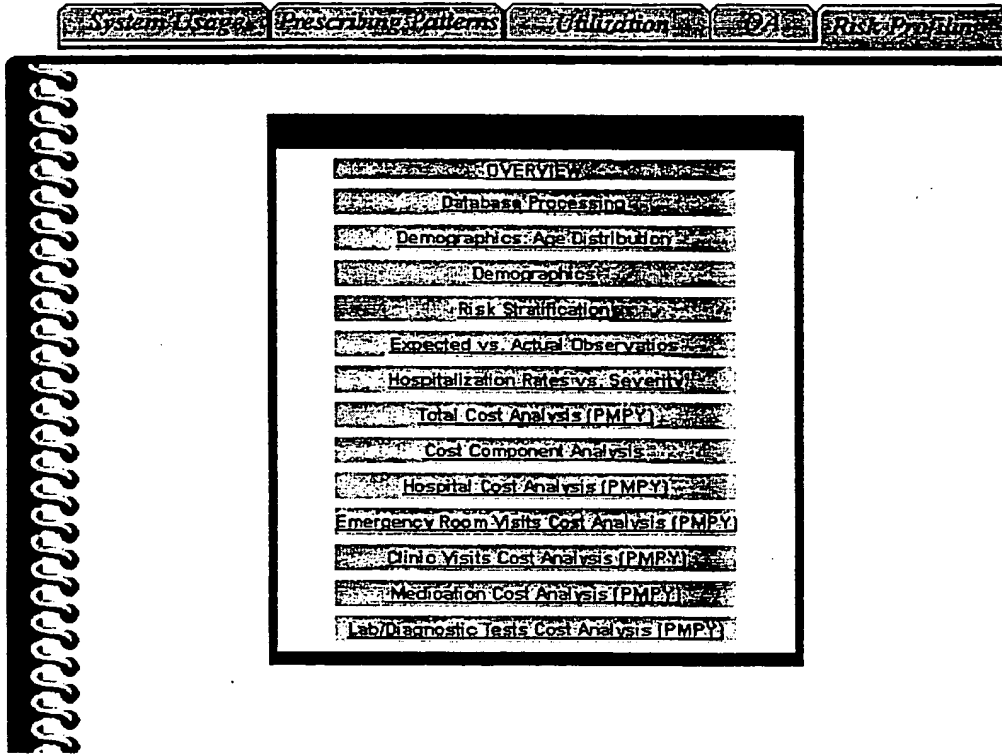 System Usage Prescribing Patterns Utilization QA Risk Profiling
OVERVIEW
Database Processing
Demographics: Age Distribution
Demographics
Risk Stratification
Expected vs. Actual Observatios
Hospitalization Rates vs. Severity
Total Cost Analysis (PMPY)
Cost Component Analysis
Hospital Cost Analysis (PMPY)
Emergency Room Visits Cost Analysis (PMPY)
Clinic Visits Cost Analysis (PMPY)
Medication Cost Analysis (PMPY)
Lab/Diagnostic Tests Cost Analysis (PMPY)